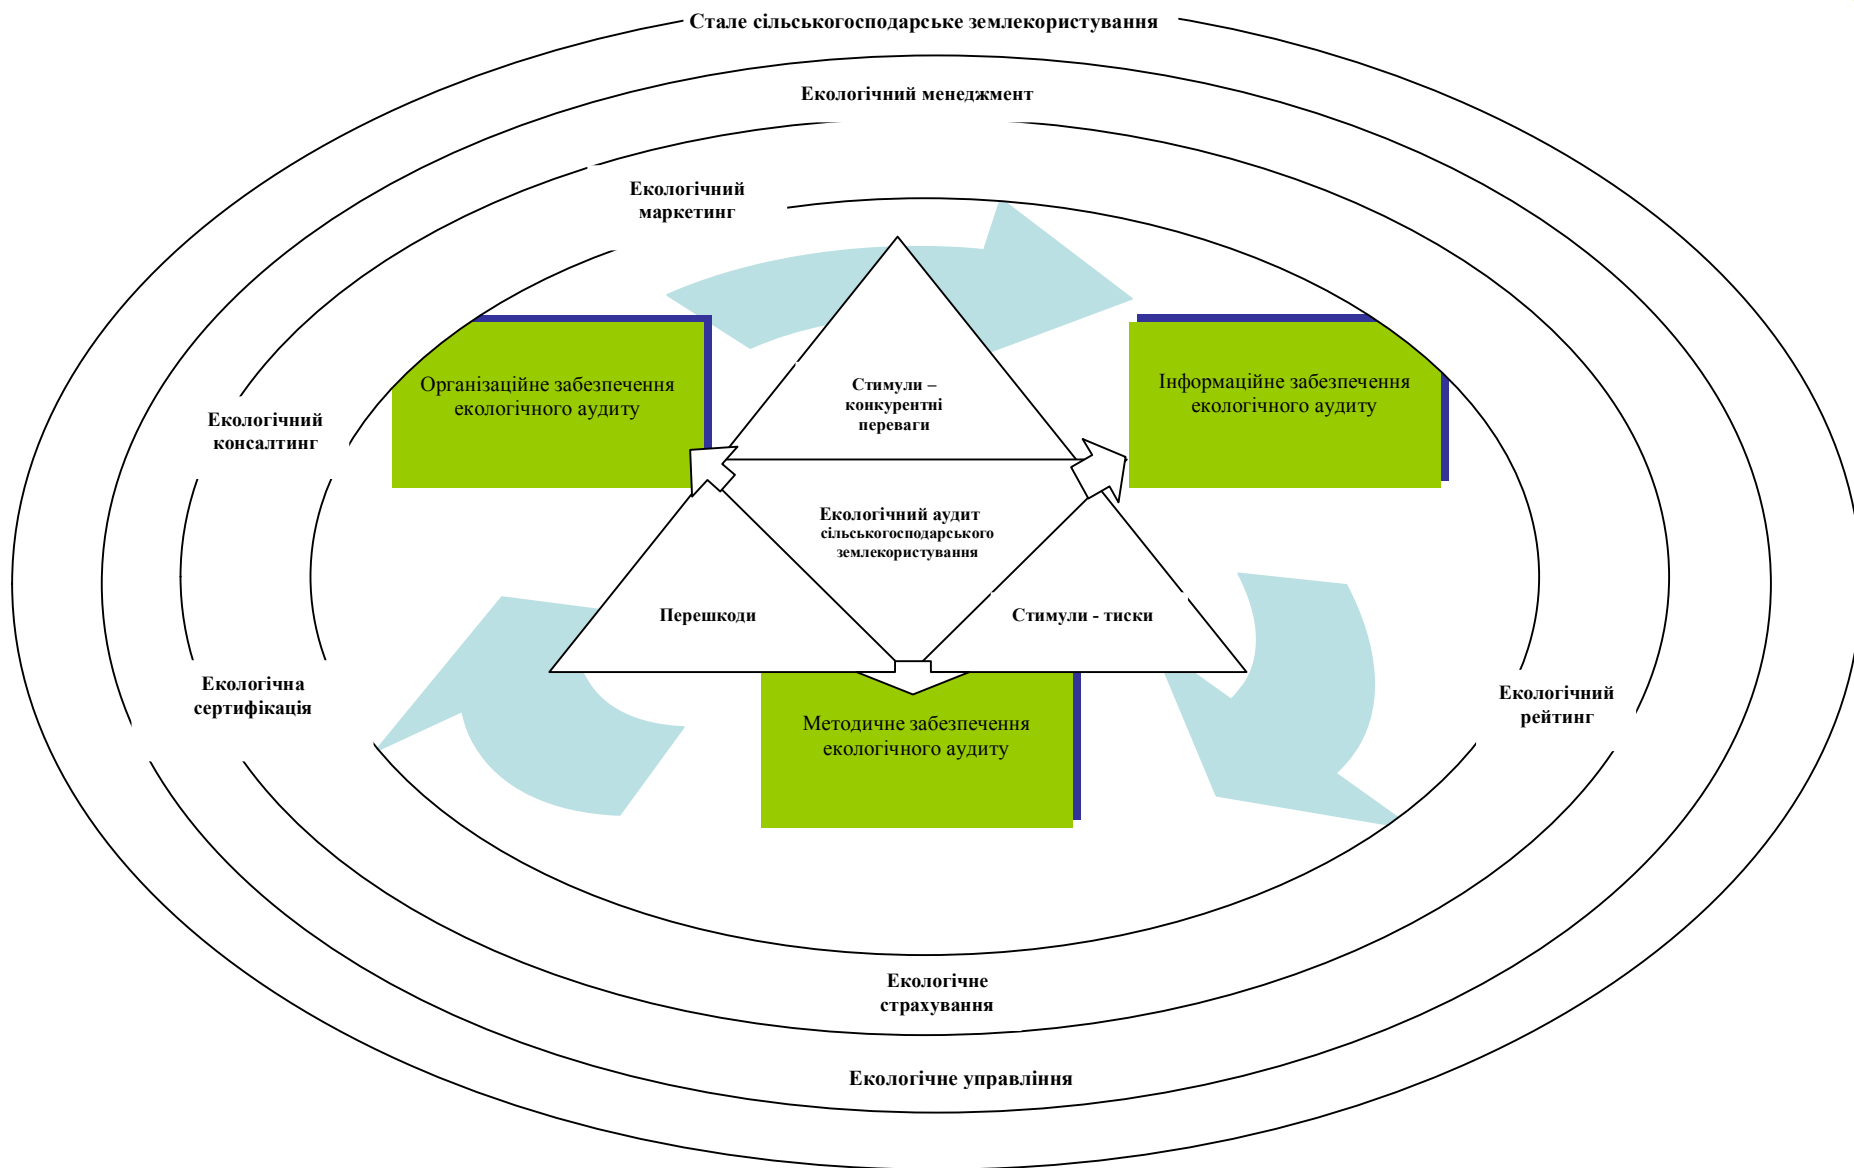 Стале сільськогосподарське землекористування
Екологічний менеджмент
Екологічний
маркетинг
Організаційне забезпечення
екологічного аудиту
Стимули –
конкурентні
переваги
Інформаційне забезпечення
екологічного аудиту
Екологічний
консалтинг
Екологічний аудит
сільськогосподарського
землекористування
Перешкоди
Стимули - тиски
Екологічна
сертифікація
Екологічний
рейтинг
Методичне забезпечення
екологічного аудиту
Екологічне
страхування
Екологічне управління